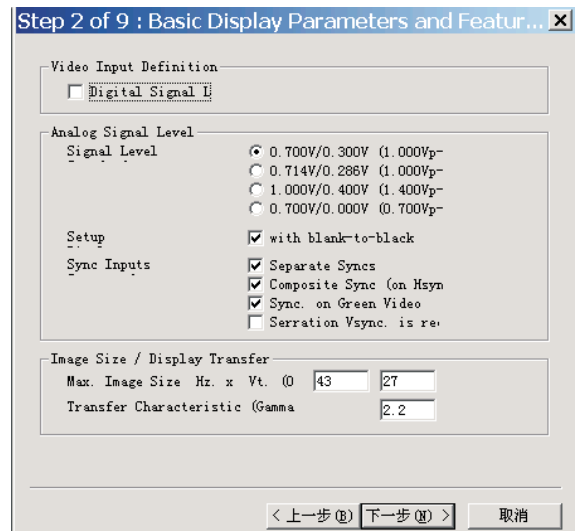 Step 2 of 9 : Basic Display Parameters and Featur...
Video Input Definition
Digital Signal L
Analog Signal Level
Signal Level 0.700V/0.300V (1.000Vp-
0.714V/0.286V (1.000Vp-
1.000V/0.400V (1.400Vp-
0.700V/0.000V (0.700Vp-
Setup with blank-to-black
Sync Inputs Separate Syncs
Composite Sync (on Hsyn
Sync. on Green Video
Serration Vsync. is re
Image Size / Display Transfer
Max. Image Size Hz. x Vt. (0 43 27
Transfer Characteristic (Gamma 2.2
< 上一步(B) 下一步(N) > 取消